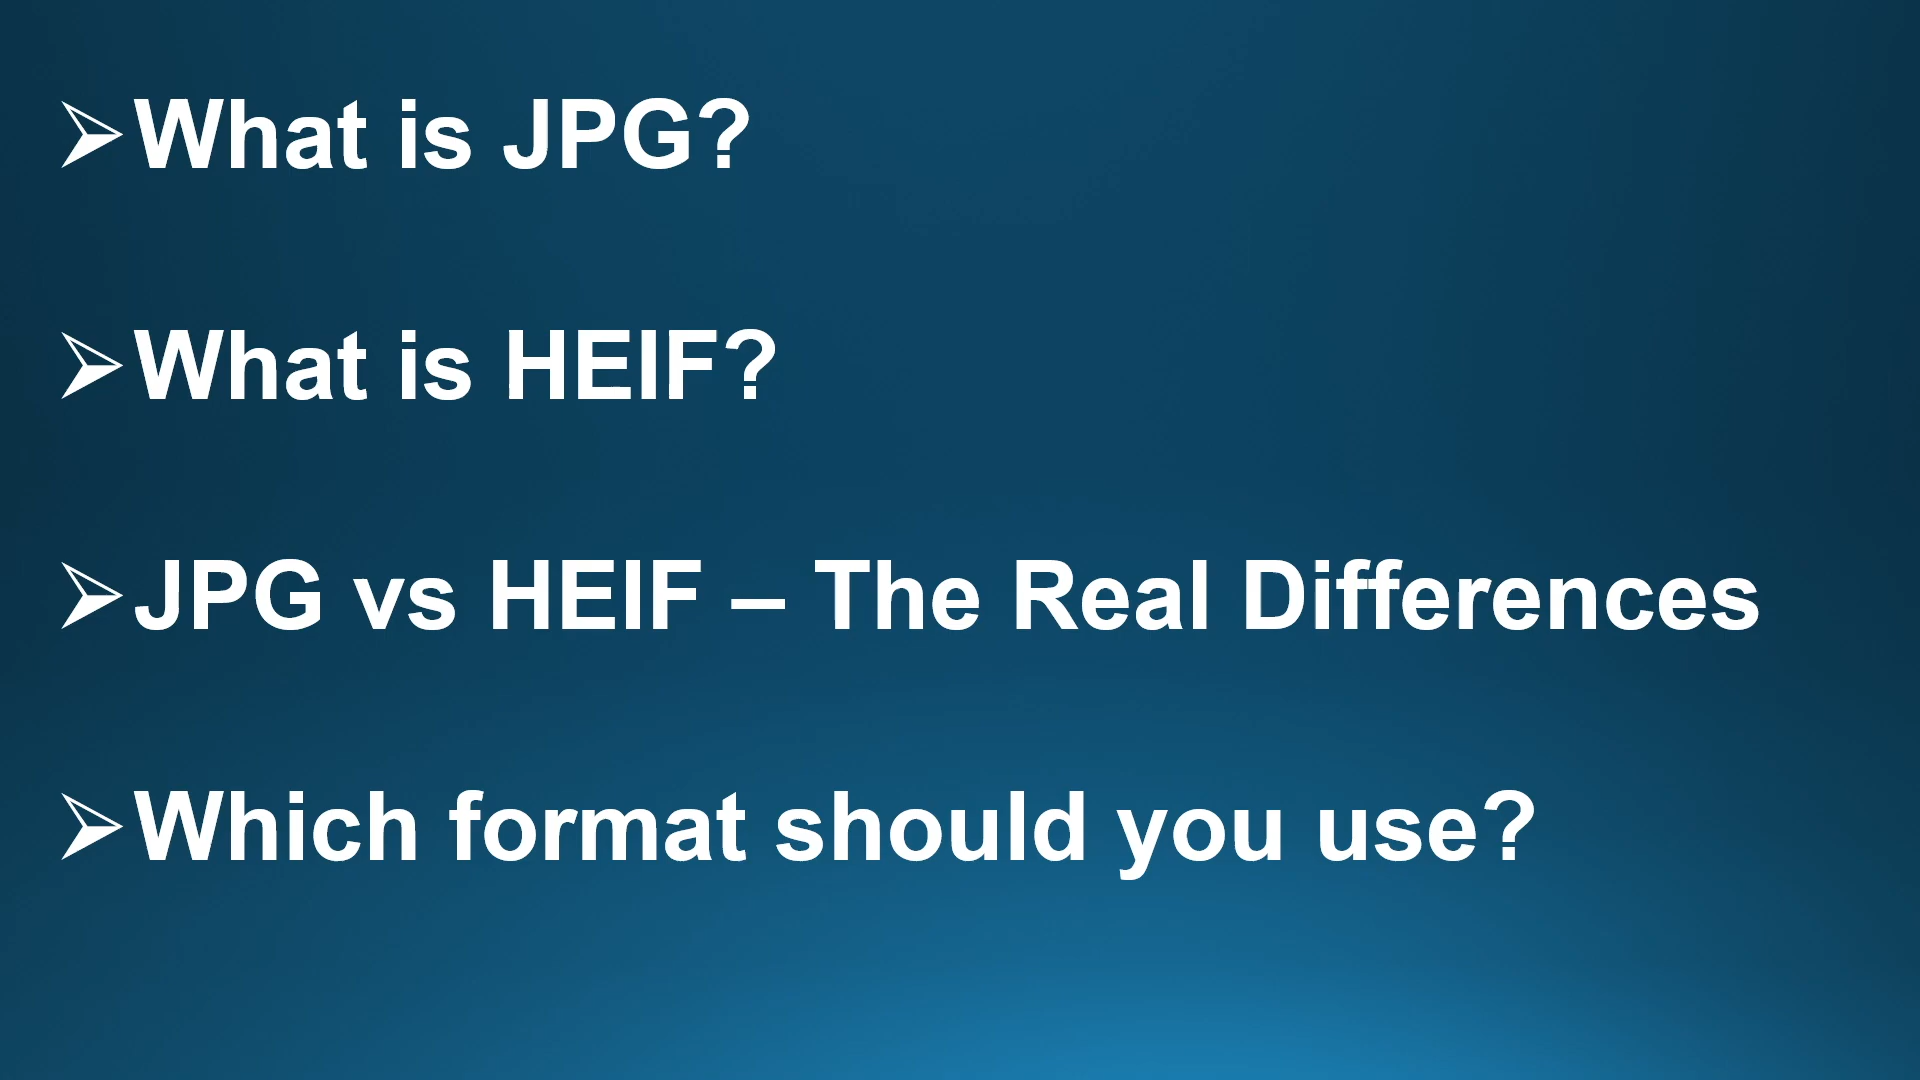 ➢What is JPG?
➢What is HEIF?
➢JPG vs HEIF – The Real Differences
➢Which format should you use?